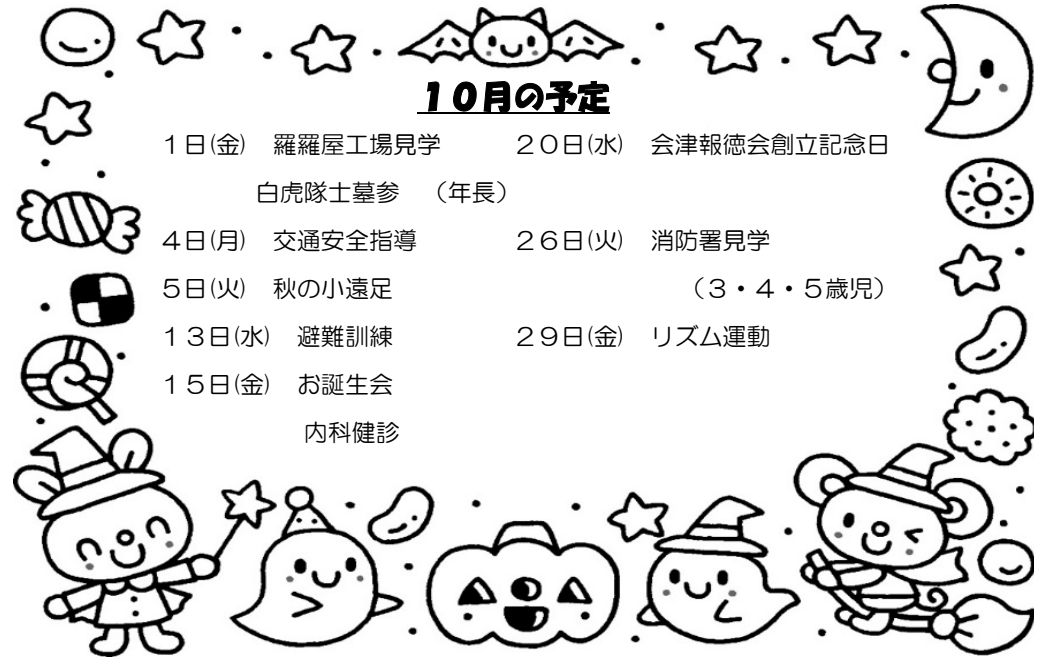 10月の予定
1日(金) 羅羅屋工場見学
白虎隊士墓参 (年長)
4日(月) 交通安全指導
5日(火) 秋の小遠足
13日(水) 避難訓練
15日(金) お誕生会
内科健診
20日(水) 会津報徳会創立記念日
26日(火) 消防署見学
(3・4・5歳児)
29日(金) リズム運動